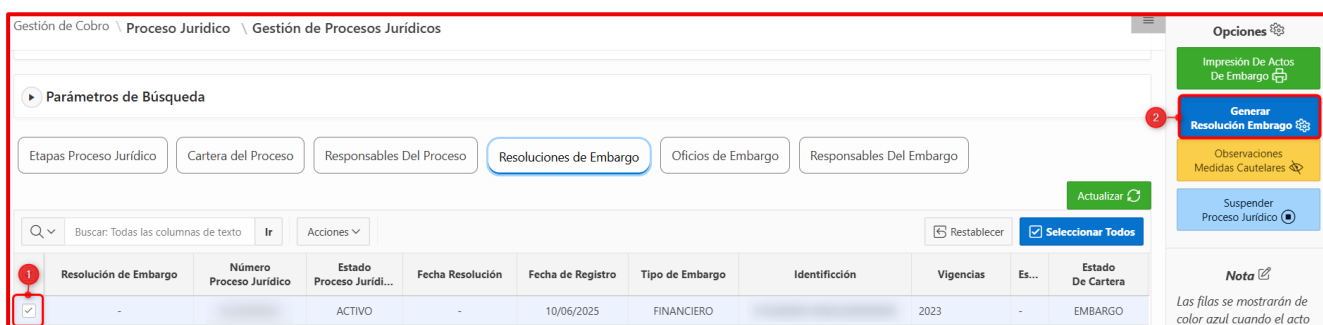 Gestión de Cobro \ Proceso Juridico \ Gestión de Procesos Jurídicos
Parámetros de Búsqueda
Etapas Proceso Jurídico
Cartera del Proceso
Responsables Del Proceso
Resoluciones de Embargo
Oficios de Embargo
Responsables Del Embargo
Actualizar
Buscar: Todas las columnas de texto
Ir
Acciones
Restablecer
Seleccionar Todos
1
Resolución de Embargo
Número
Proceso Jurídico
Estado
Proceso Jurídi...
Fecha Resolución
Fecha de Registro
Tipo de Embargo
Identificción
Vigencias
Es...
Estado
De Cartera
-
ACTIVO
-
10/06/2025
FINANCIERO
2023
-
EMBARGO
Opciones
Impresión De Actos
De Embargo
2
Generar
Resolución Embrago
Observaciones
Medidas Cautelares
Suspender
Proceso Jurídico
Nota
Las filas se mostrarán de
color azul cuando el acto